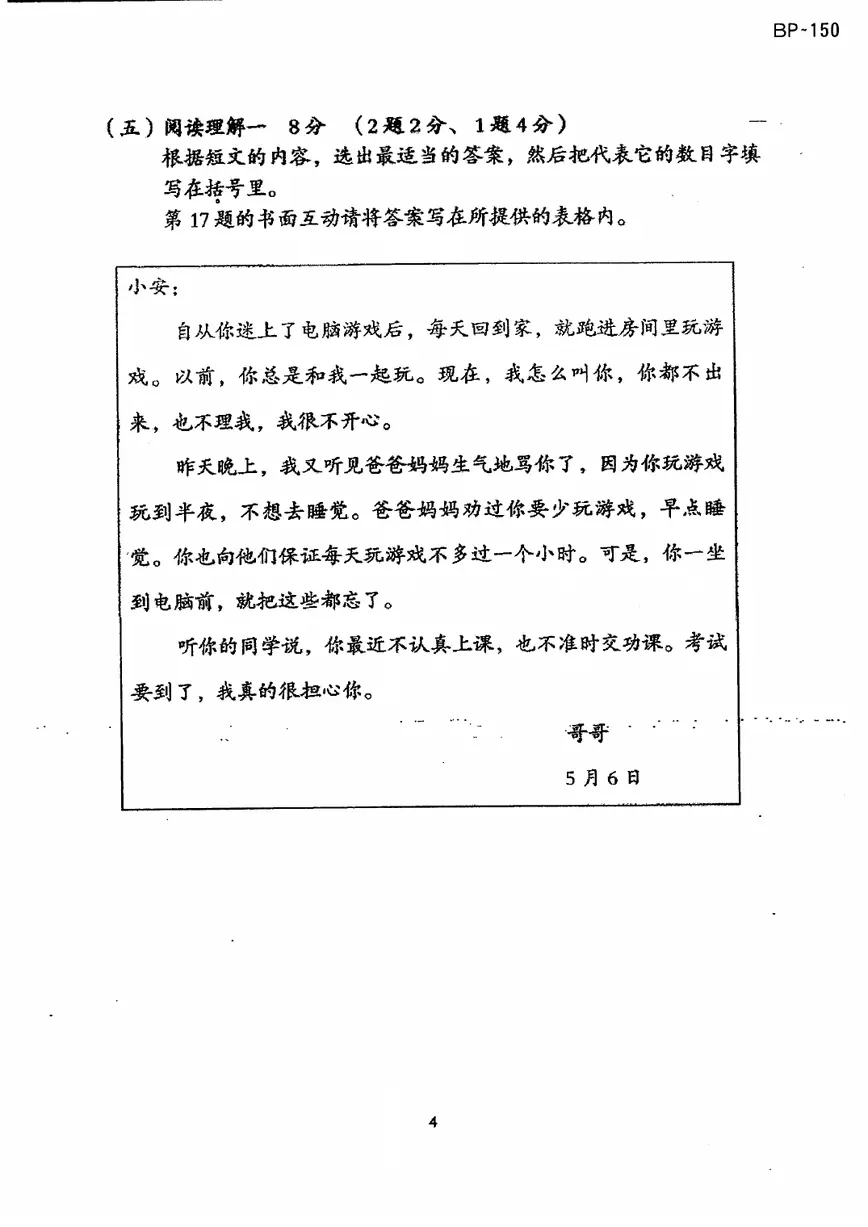 BP-150
（五）阅读理解一 8分 （2题2分、1题4分）
根据短文的内容，选出最适当的答案，然后把代表它的数目字填
写在括号里。
第 17 题的书面互动请将答案写在所提供的表格内。
小安：
自从你迷上了电脑游戏后，每天回到家，就跑进房间里玩游
戏。以前，你总是和我一起玩。现在，我怎么叫你，你都不出
来，也不理我，我很不开心。
昨天晚上，我又听见爸爸妈妈生气地骂你了，因为你玩游戏
玩到半夜，不想去睡觉。爸爸妈妈劝过你要少玩游戏，早点睡
觉。你也向他们保证每天玩游戏不多过一个小时。可是，你一坐
到电脑前，就把这些都忘了。
听你的同学说，你最近不认真上课，也不准时交功课。考试
要到了，我真的很担心你。
哥哥
5 月 6 日
4